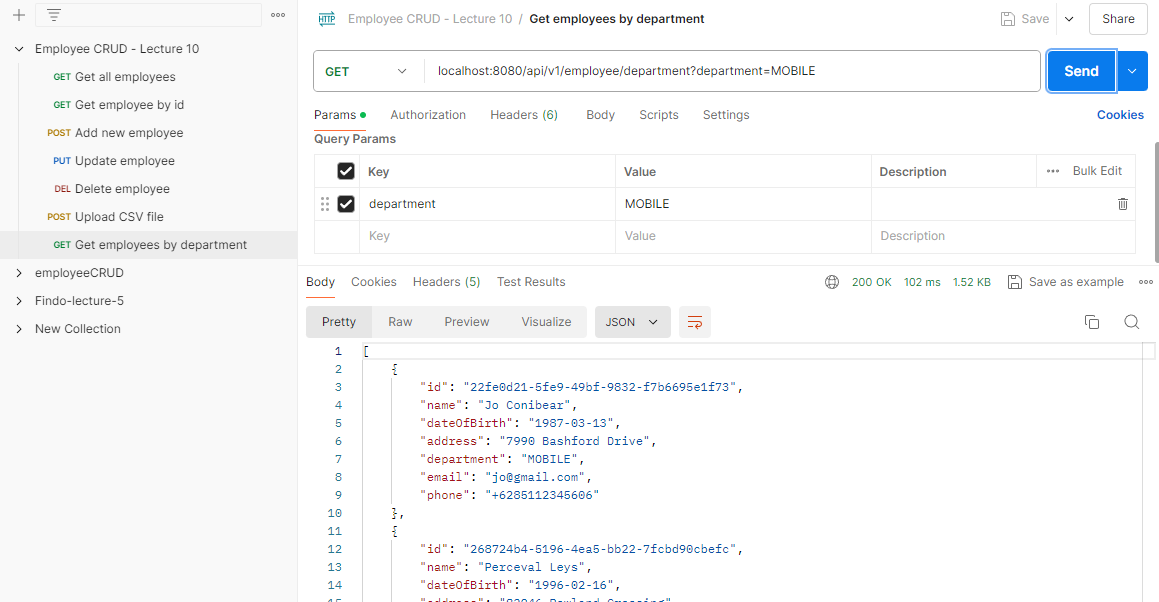 Employee CRUD - Lecture 10
GET Get all employees
GET Get employee by id
POST Add new employee
PUT Update employee
DEL Delete employee
POST Upload CSV file
GET Get employees by department
employeeCRUD
Findo-lecture-5
New Collection
HTTP Employee CRUD - Lecture 10 / Get employees by department Save Share
GET localhost:8080/api/v1/employee/department?department=MOBILE Send
Params Authorization Headers (6) Body Scripts Settings Cookies
Query Params
Key Value Description Bulk Edit
department MOBILE
Key Value Description
Body Cookies Headers (5) Test Results 200 OK 102 ms 1.52 KB Save as example
Pretty Raw Preview Visualize JSON
1 [
2 {
3 "id": "22fe0d21-5fe9-49bf-9832-f7b6695e1f73",
4 "name": "Jo Conibear",
5 "dateOfBirth": "1987-03-13",
6 "address": "7990 Bashford Drive",
7 "department": "MOBILE",
8 "email": "jo@gmail.com",
9 "phone": "+6285112345606"
10 },
11 {
12 "id": "268724b4-5196-4ea5-bb22-7fcbd90cbefc",
13 "name": "Perceval Leys",
14 "dateOfBirth": "1996-02-16",